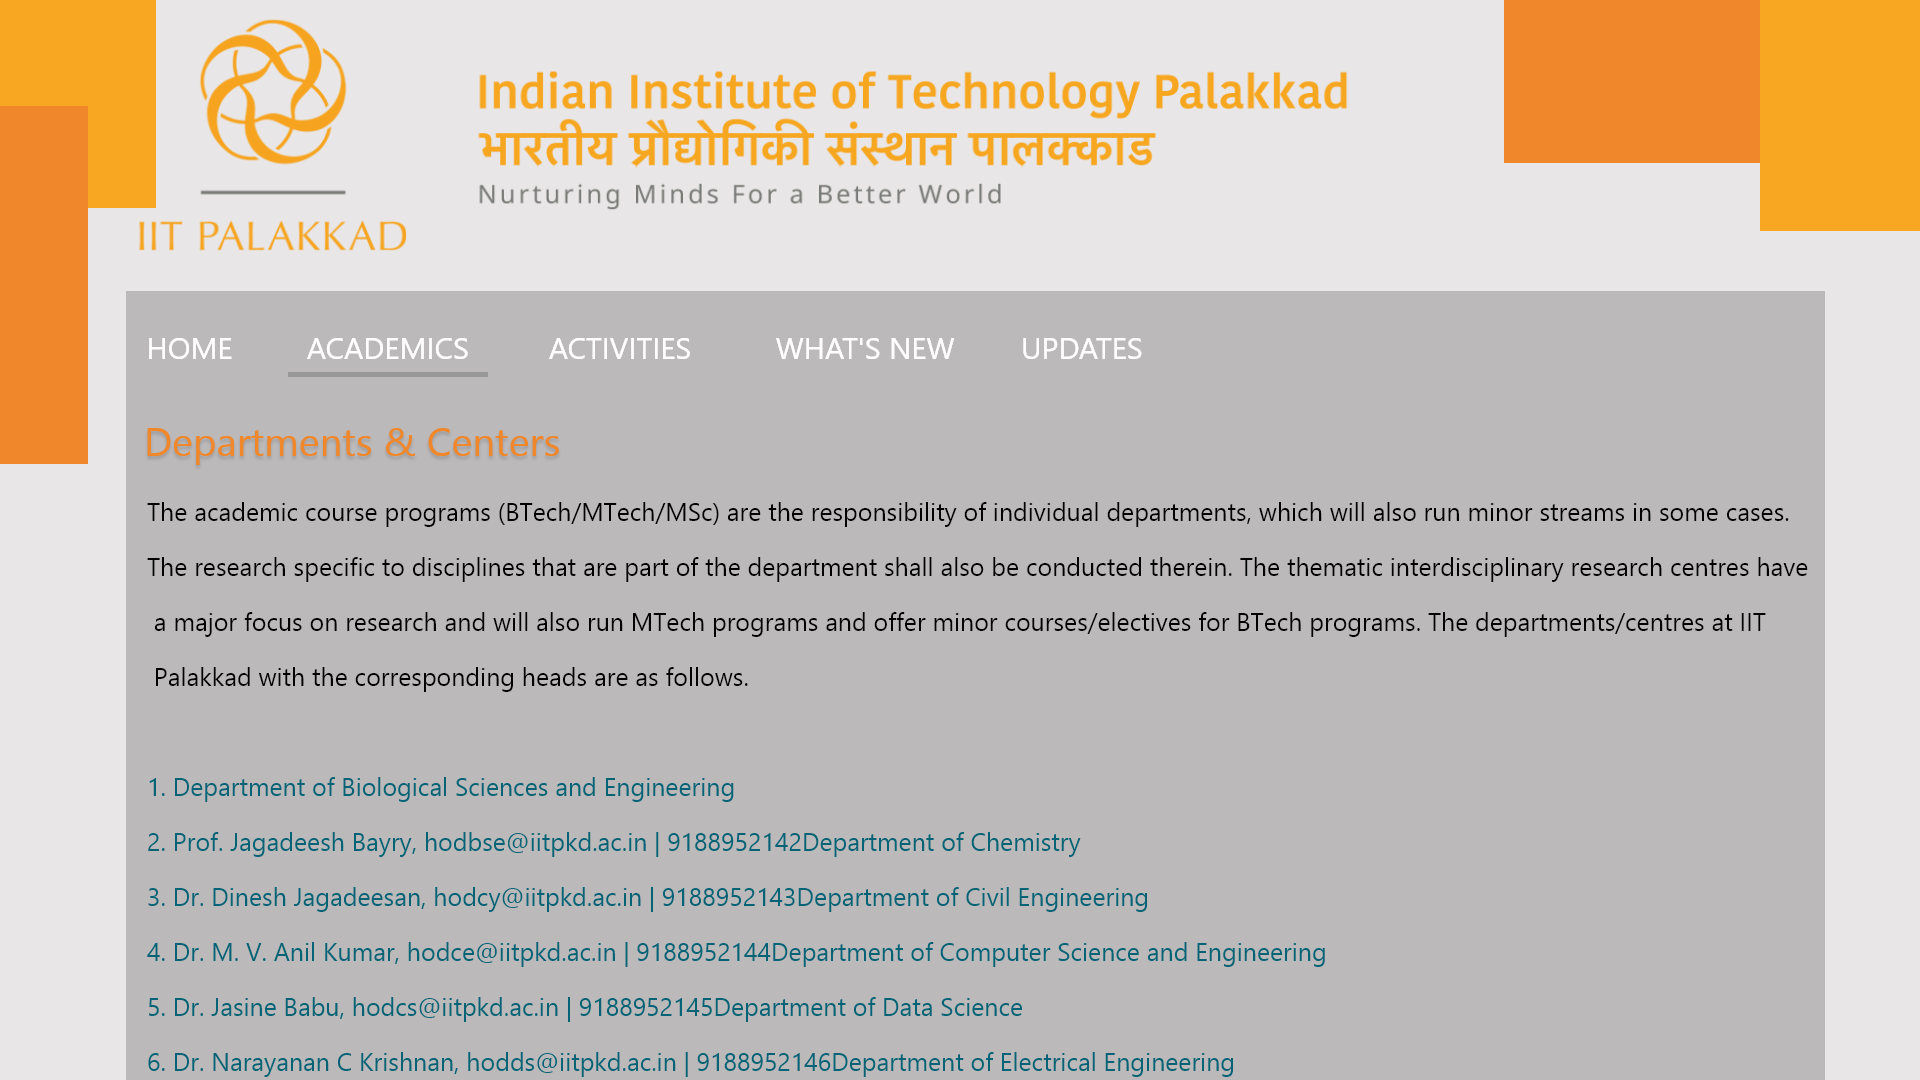 IIT PALAKKAD
Indian Institute of Technology Palakkad
भारतीय प्रौद्योगिकी संस्थान पालक्काड
Nurturing Minds For a Better World
HOME ACADEMICS ACTIVITIES WHAT'S NEW UPDATES
Departments & Centers
The academic course programs (BTech/MTech/MSc) are the responsibility of individual departments, which will also run minor streams in some cases.
The research specific to disciplines that are part of the department shall also be conducted therein. The thematic interdisciplinary research centres have
a major focus on research and will also run MTech programs and offer minor courses/electives for BTech programs. The departments/centres at IIT
Palakkad with the corresponding heads are as follows.
1. Department of Biological Sciences and Engineering
2. Prof. Jagadeesh Bayry, hodbse@iitpkd.ac.in | 9188952142Department of Chemistry
3. Dr. Dinesh Jagadeesan, hodcy@iitpkd.ac.in | 9188952143Department of Civil Engineering
4. Dr. M. V. Anil Kumar, hodce@iitpkd.ac.in | 9188952144Department of Computer Science and Engineering
5. Dr. Jasine Babu, hodcs@iitpkd.ac.in | 9188952145Department of Data Science
6. Dr. Narayanan C Krishnan, hodds@iitpkd.ac.in | 9188952146Department of Electrical Engineering